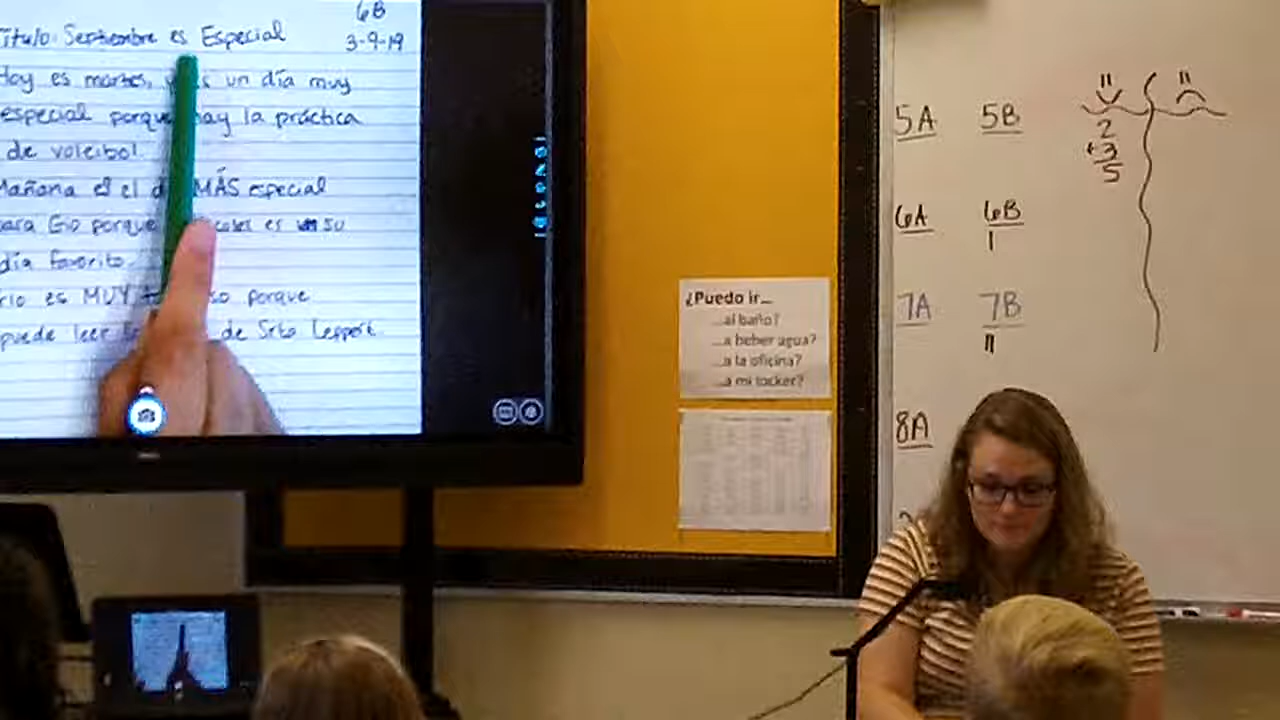 6B
Título: Septiembre es Especial
3-9-19
Hoy es martes, un día muy
especial porque hay la práctica
de voleibol.
Mañana es el MÁS especial
para Gio porque es su
día favorito.
es MUY porque
puede leer de Srta Leppert.
¿Puedo ir...
...al baño?
...a beber agua?
...a la oficina?
...a mi locker?
5A 5B
6A 6B
7A 7B
8A
2
+3
5